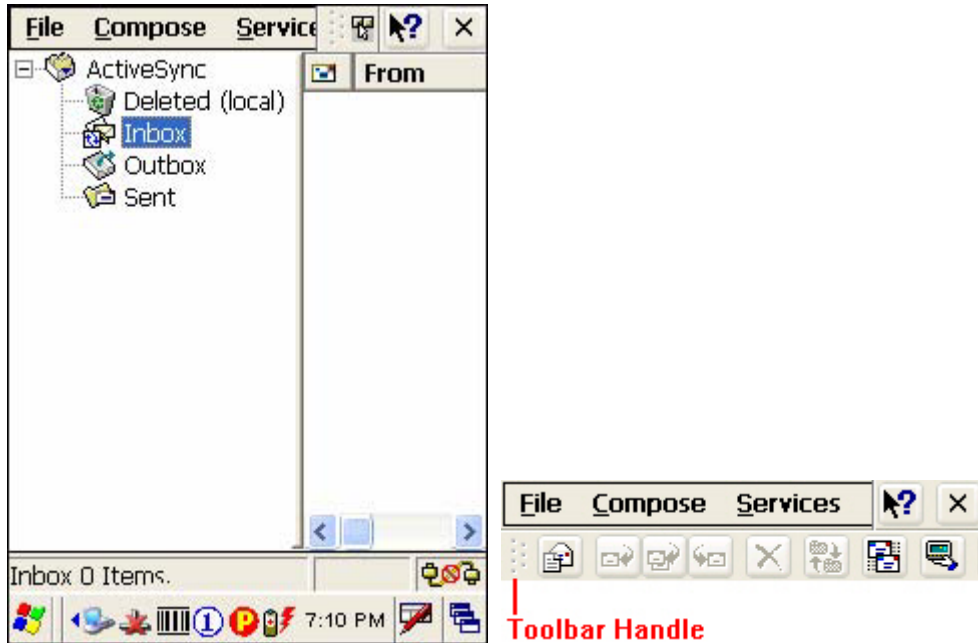 File Compose Service
ActiveSync
From
Deleted (local)
Inbox
Outbox
Sent
Inbox 0 Items.
1 P 7:10 PM
File Compose Services
Toolbar Handle